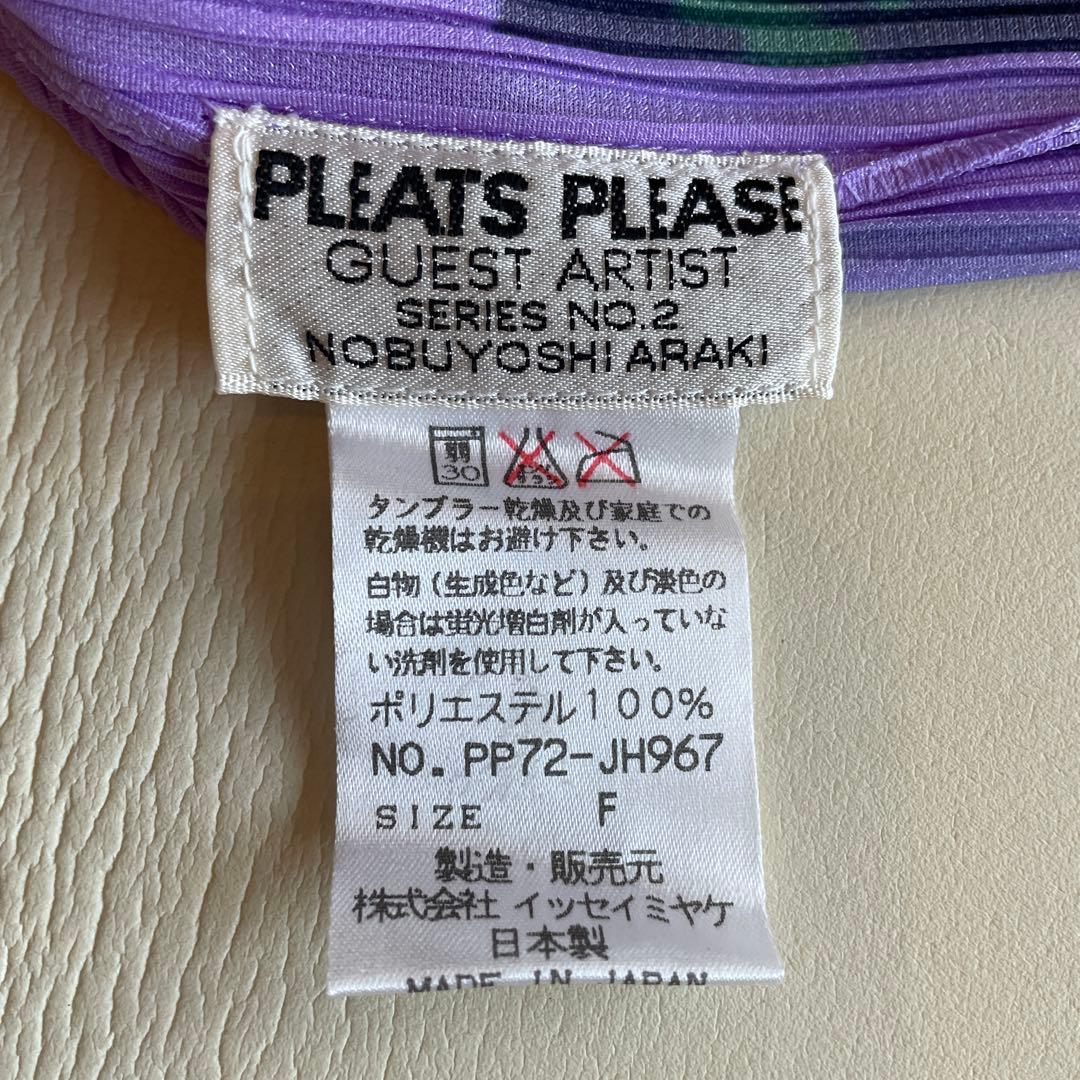 PLEATS PLEASE
GUEST ARTIST
SERIES NO.2
NOBUYOSHI ARAKI
弱
30
タンブラー乾燥及び家庭での
乾燥機はお避け下さい。
白物（生成色など）及び淡色の
場合は蛍光増白剤が入っていな
い洗剤を使用して下さい。
ポリエステル100%
NO. PP72-JH967
SIZE F
製造・販売元
株式会社 イッセイミヤケ
日本製
MADE IN JAPAN